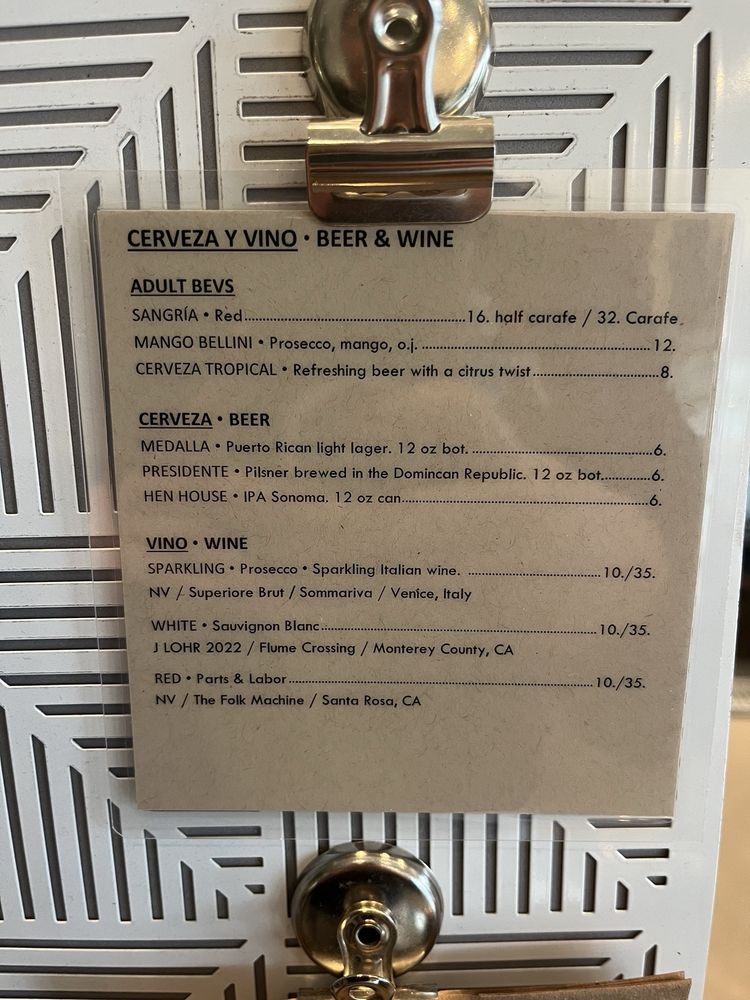 CERVEZA Y VINO • BEER & WINE
ADULT BEVS
SANGRÍA • Red........................................16. half carafe / 32. Carafe.
MANGO BELLINI • Prosecco, mango, o.j. ........................................12.
CERVEZA TROPICAL • Refreshing beer with a citrus twist........................8.
CERVEZA • BEER
MEDALLA • Puerto Rican light lager. 12 oz bot. ........................................6.
PRESIDENTE • Pilsner brewed in the Domincan Republic. 12 oz bot............6.
HEN HOUSE • IPA Sonoma. 12 oz can........................................6.
VINO • WINE
SPARKLING • Prosecco • Sparkling Italian wine. ........................10./35.
NV / Superiore Brut / Sommariva / Venice, Italy
WHITE • Sauvignon Blanc........................................10./35.
J LOHR 2022 / Flume Crossing / Monterey County, CA
RED • Parts & Labor........................................10./35.
NV / The Folk Machine / Santa Rosa, CA